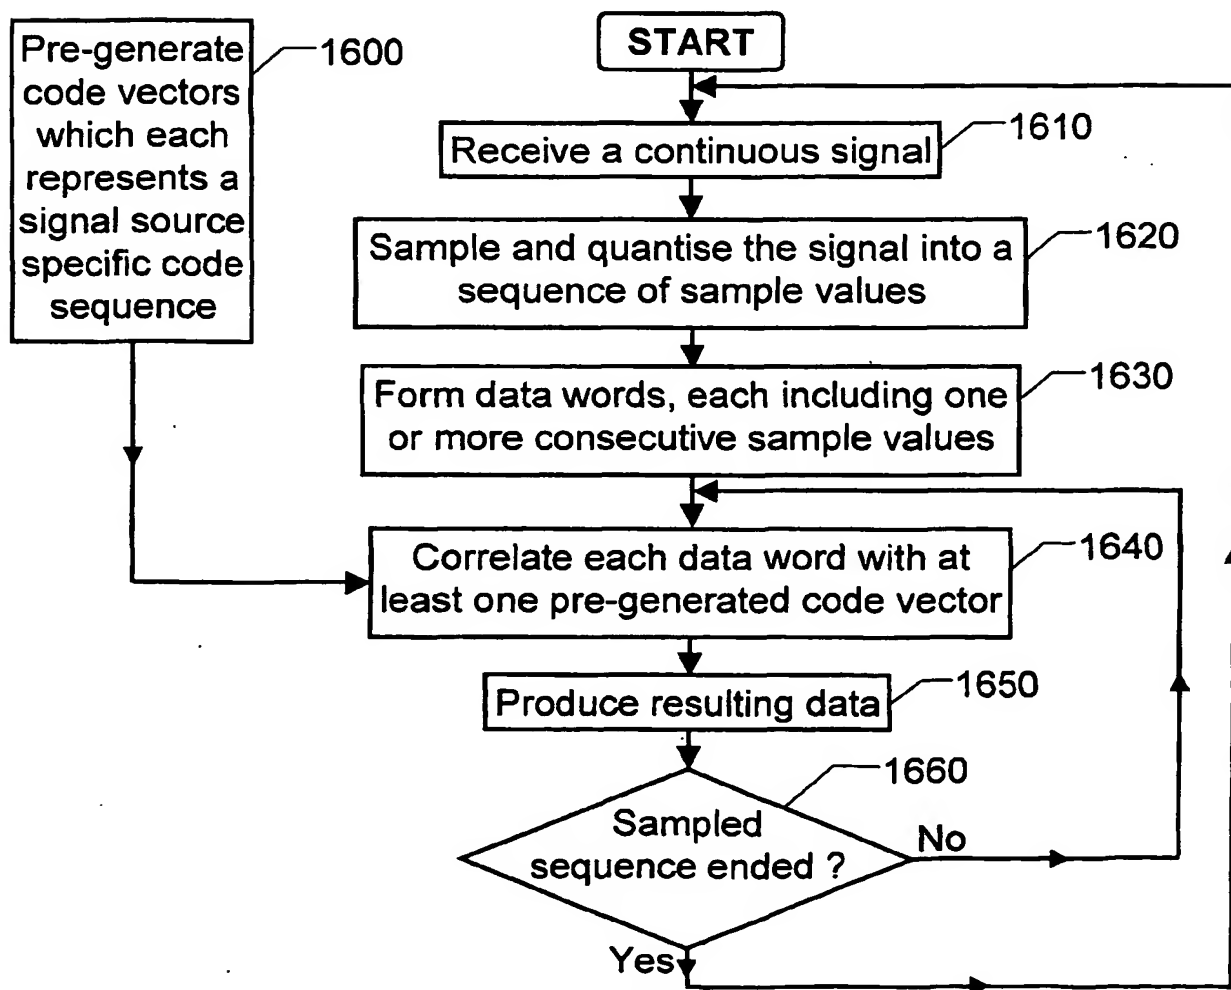 Pre-generate
code vectors
which each
represents a
signal source
specific code
sequence
1600
START
1610
Receive a continuous signal
1620
Sample and quantise the signal into a
sequence of sample values
1630
Form data words, each including one
or more consecutive sample values
1640
Correlate each data word with at
least one pre-generated code vector
1650
Produce resulting data
1660
Sampled
sequence ended ?
No
Yes